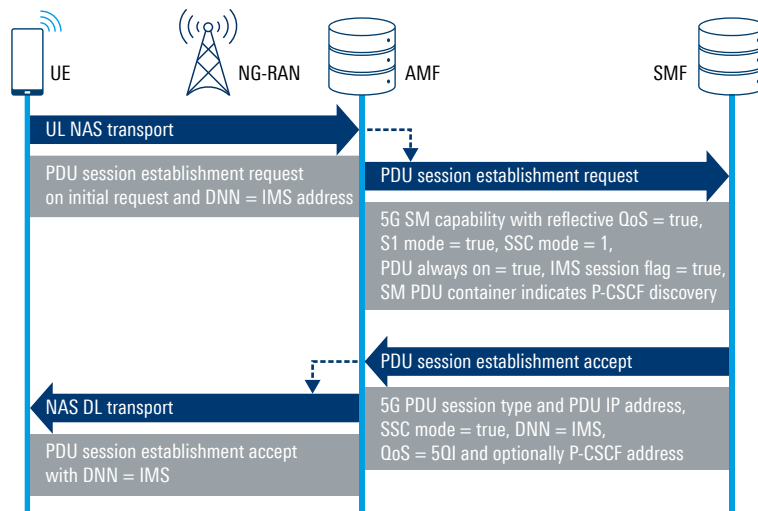 UE
NG-RAN
AMF
SMF
UL NAS transport
PDU session establishment request
on initial request and DNN = IMS address
PDU session establishment request
5G SM capability with reflective QoS = true,
S1 mode = true, SSC mode = 1,
PDU always on = true, IMS session flag = true,
SM PDU container indicates P-CSCF discovery
PDU session establishment accept
5G PDU session type and PDU IP address,
SSC mode = true, DNN = IMS,
QoS = 5QI and optionally P-CSCF address
NAS DL transport
PDU session establishment accept
with DNN = IMS